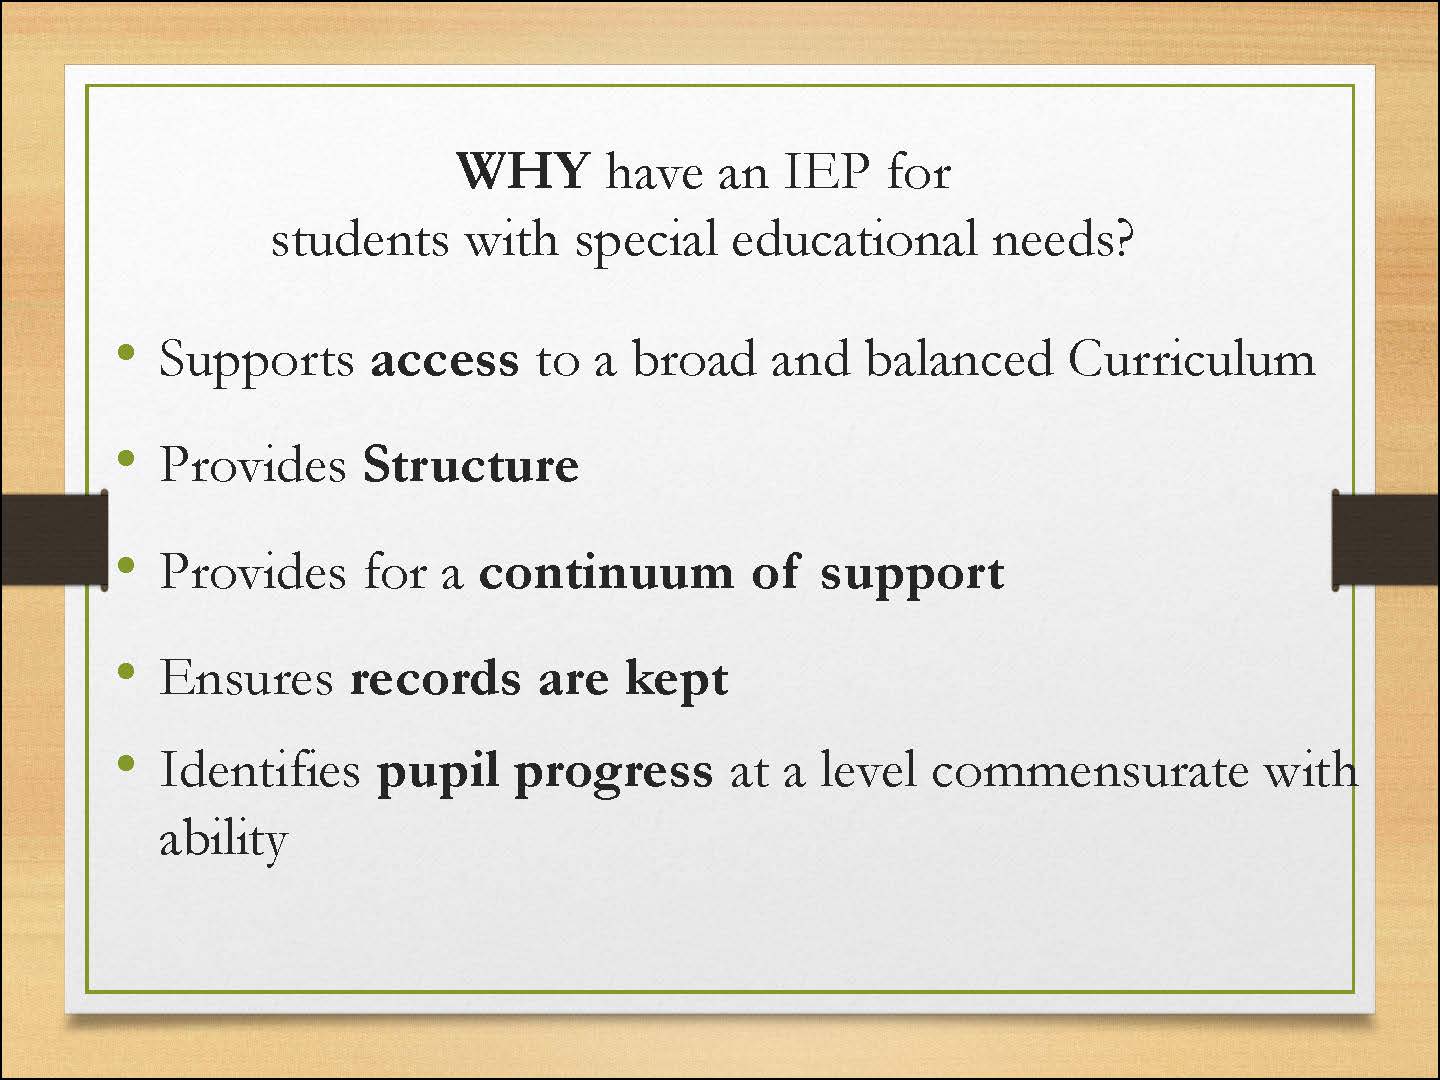 WHY have an IEP for
students with special educational needs?
• Supports access to a broad and balanced Curriculum
• Provides Structure
• Provides for a continuum of support
• Ensures records are kept
• Identifies pupil progress at a level commensurate with
ability